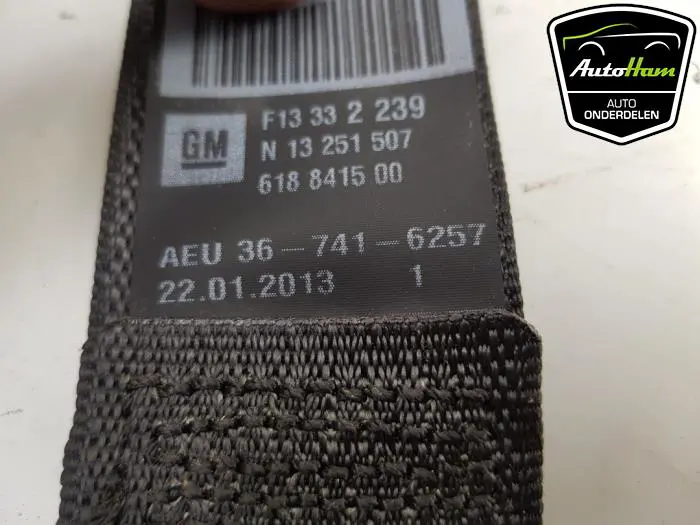 F13 33 2 239
GM
N 13 251 507
618 8415 00
AEU 36-741-6257
22.01.2013 1
AutoHam
AUTO
ONDERDELEN